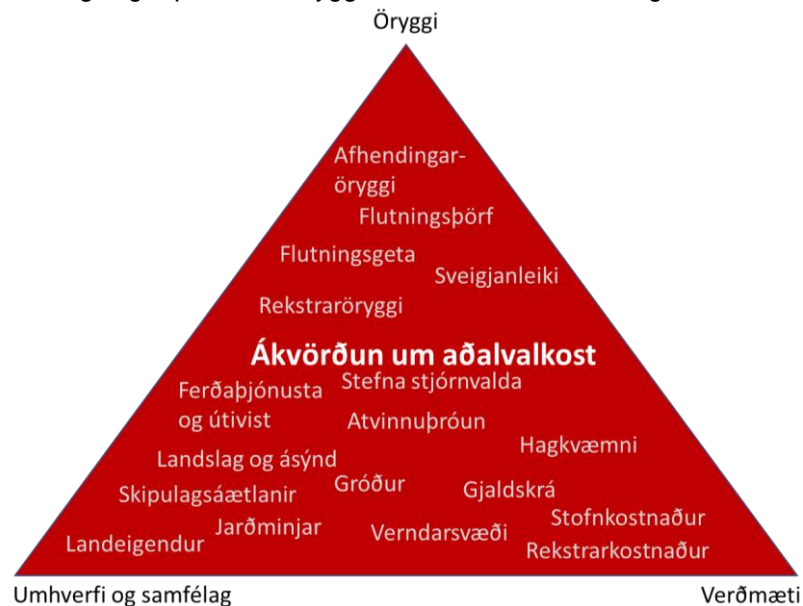 Öryggi
Afhendingar-
öryggi
Flutningsþörf
Flutningsgeta
Sveigjanleiki
Rekstraröryggi
Ákvörðun um aðalvalkost
Ferðaþjónusta
og útivist
Stefna stjórnvalda
Atvinnuþróun
Hagkvæmni
Landslag og ásýnd
Skipulagsáætlanir
Gróður
Gjaldskrá
Jarðminjar
Verndarsvæði
Stofnkostnaður
Landeigendur
Rekstrarkostnaður
Umhverfi og samfélag
Verðmæti